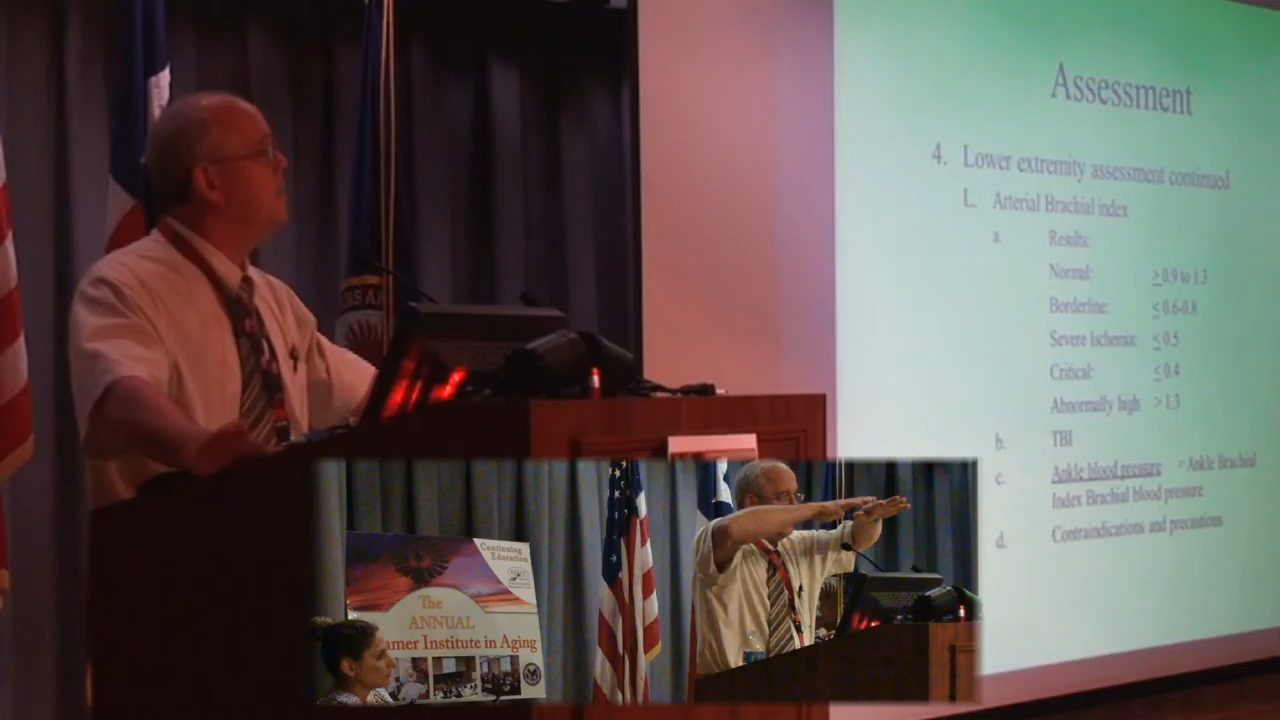 Assessment
4. Lower extremity assessment continued
L. Arterial Brachial index
a. Results:
Normal: ≥0.9 to 1.3
Borderline: ≤0.6-0.8
Severe Ischemia: ≤0.5
Critical: ≤0.4
Abnormally high >1.3
b. TBI
c. Ankle blood pressure = Ankle Brachial
Index Brachial blood pressure
d. Contraindications and precautions
Continuing
Education
The
ANNUAL
mer Institute in Aging